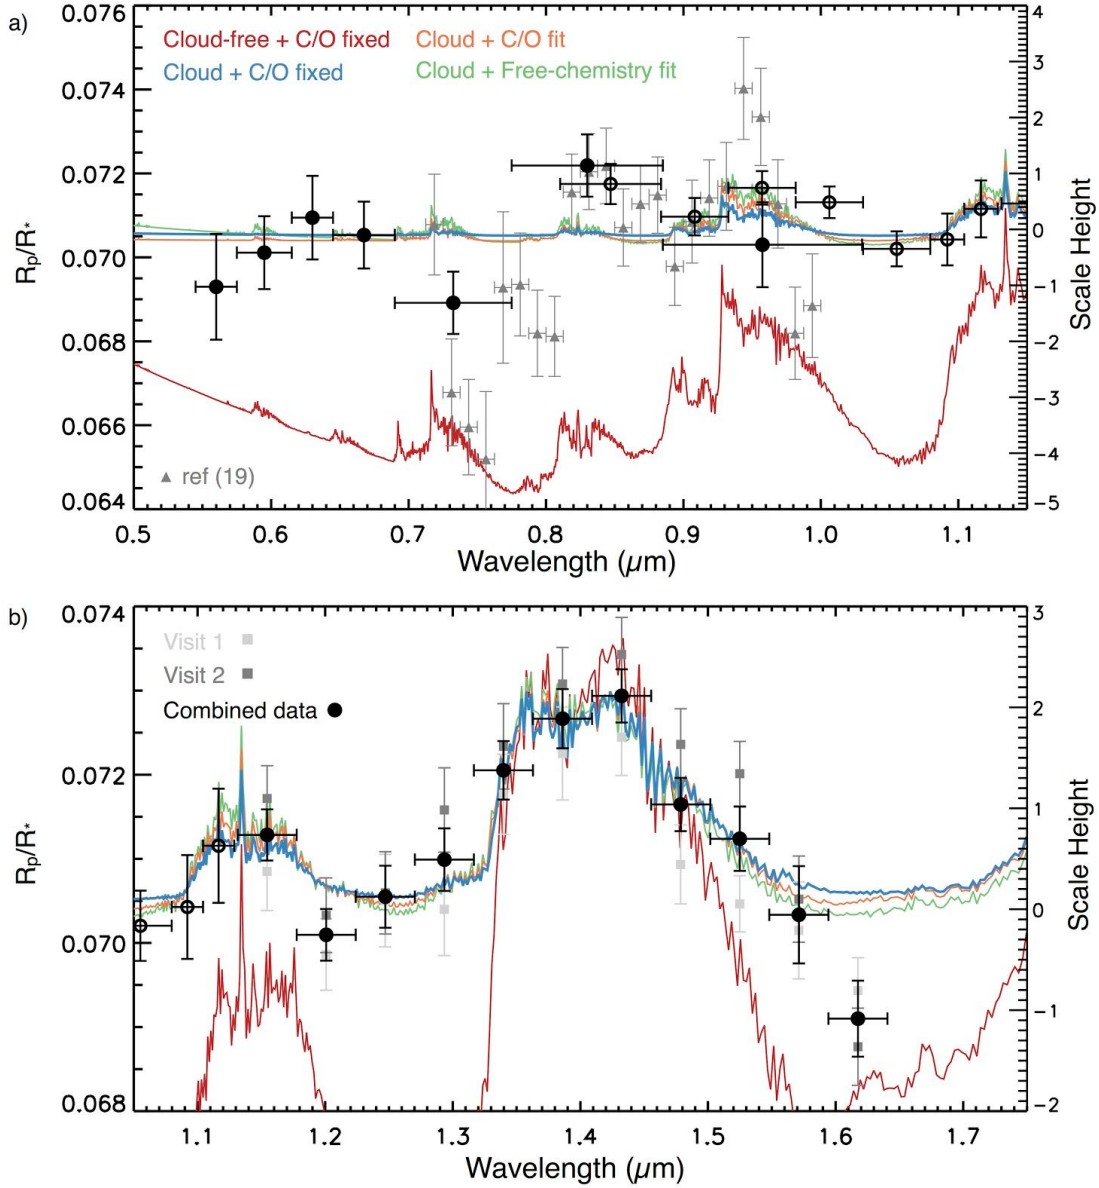 a)
0.076
0.074
0.072
0.070
0.068
0.066
0.064
Rp/R*
Cloud-free + C/O fixed
Cloud + C/O fit
Cloud + C/O fixed
Cloud + Free-chemistry fit
ref (19)
4
3
2
1
0
−1
−2
−3
−4
−5
Scale Height
0.5 0.6 0.7 0.8 0.9 1.0 1.1
Wavelength (μm)
b)
0.074
0.072
0.070
0.068
Rp/R*
Visit 1
Visit 2
Combined data
3
2
1
0
−1
−2
Scale Height
1.1 1.2 1.3 1.4 1.5 1.6 1.7
Wavelength (μm)